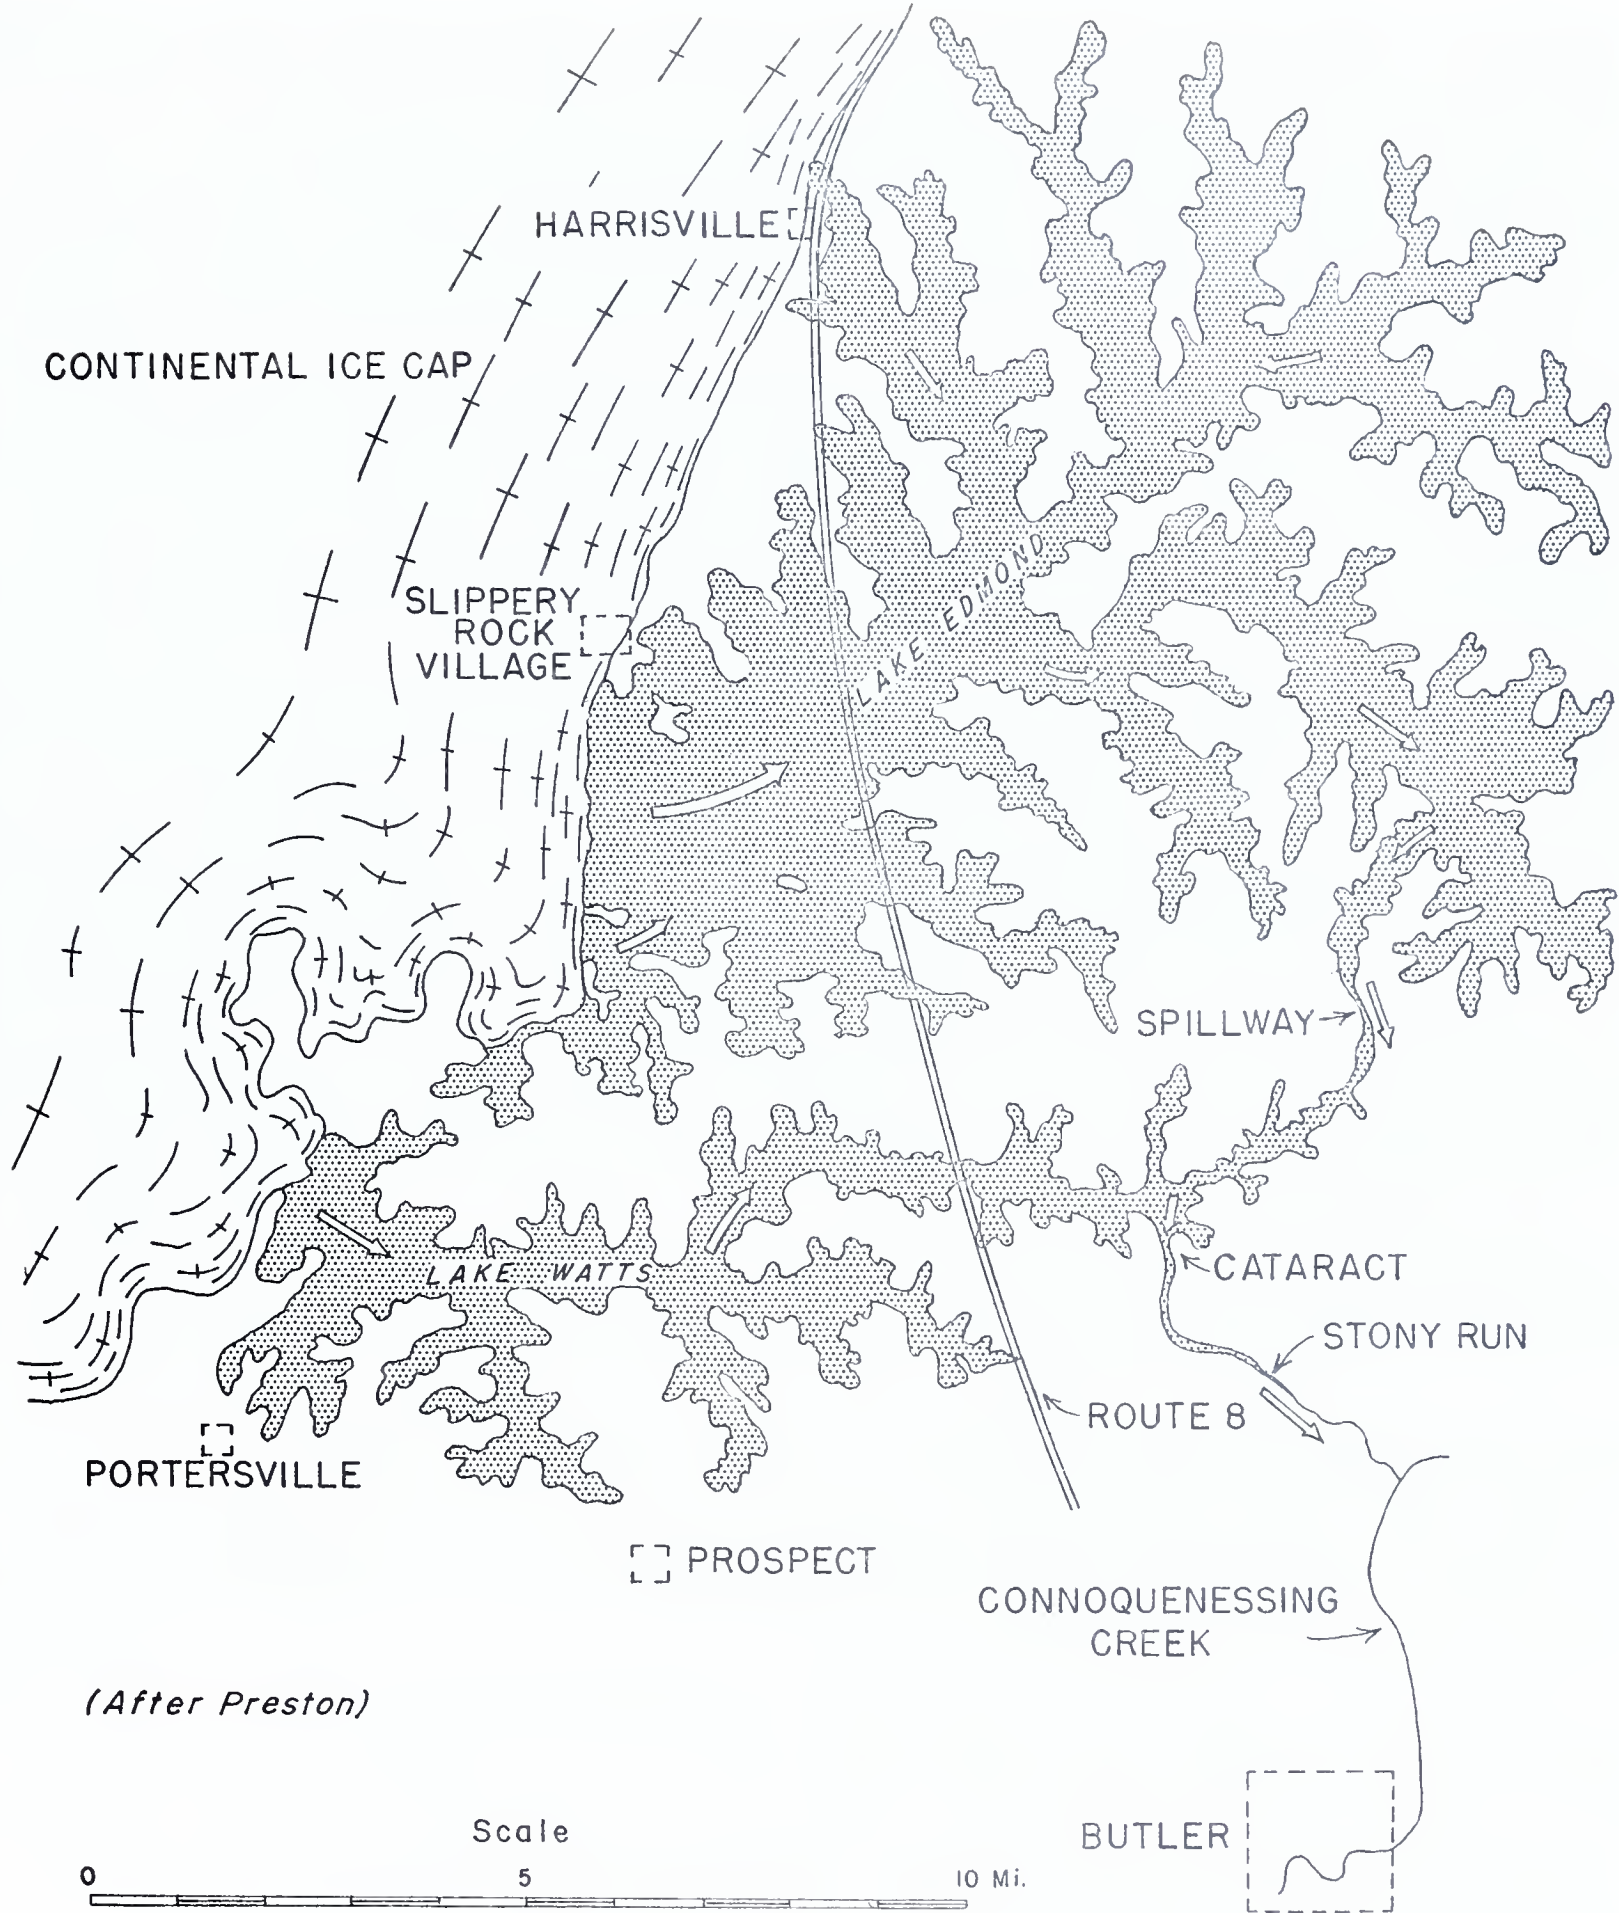 HARRISVILLE
CONTINENTAL ICE CAP
LAKE EDMOND
SLIPPERY
ROCK
VILLAGE
SPILLWAY
CATARACT
LAKE WATTS
STONY RUN
ROUTE 8
PORTERSVILLE
PROSPECT
CONNOQUENESSING
CREEK
(After Preston)
Scale
BUTLER
0 5 10 Mi.